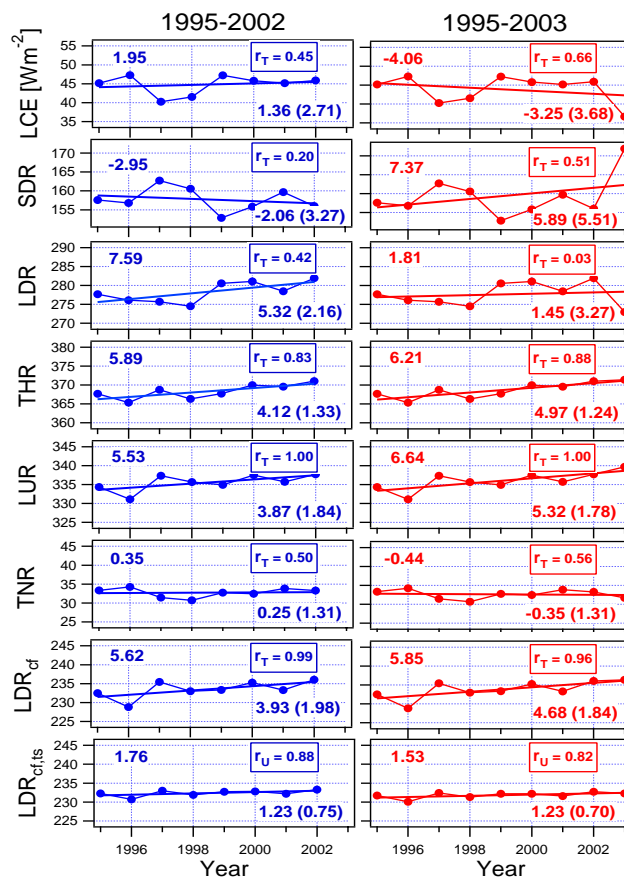 1995-2002 1995-2003
LCE [Wm-2]
55
50
45
40
35
1.95
rT = 0.45
1.36 (2.71)
-4.06
rT = 0.66
-3.25 (3.68)
SDR
170
165
160
155
-2.95
rT = 0.20
-2.06 (3.27)
7.37
rT = 0.51
5.89 (5.51)
LDR
290
285
280
275
270
7.59
rT = 0.42
5.32 (2.16)
1.81
rT = 0.03
1.45 (3.27)
THR
380
375
370
365
360
5.89
rT = 0.83
4.12 (1.33)
6.21
rT = 0.88
4.97 (1.24)
LUR
345
340
335
330
325
5.53
rT = 1.00
3.87 (1.84)
6.64
rT = 1.00
5.32 (1.78)
TNR
45
40
35
30
25
0.35
rT = 0.50
0.25 (1.31)
-0.44
rT = 0.56
-0.35 (1.31)
LDRcf
245
240
235
230
225
5.62
rT = 0.99
3.93 (1.98)
5.85
rT = 0.96
4.68 (1.84)
LDRcf,ts
245
240
235
230
225
1.76
rU = 0.88
1.23 (0.75)
1.53
rU = 0.82
1.23 (0.70)
1996 1998 2000 2002 1996 1998 2000 2002
Year Year